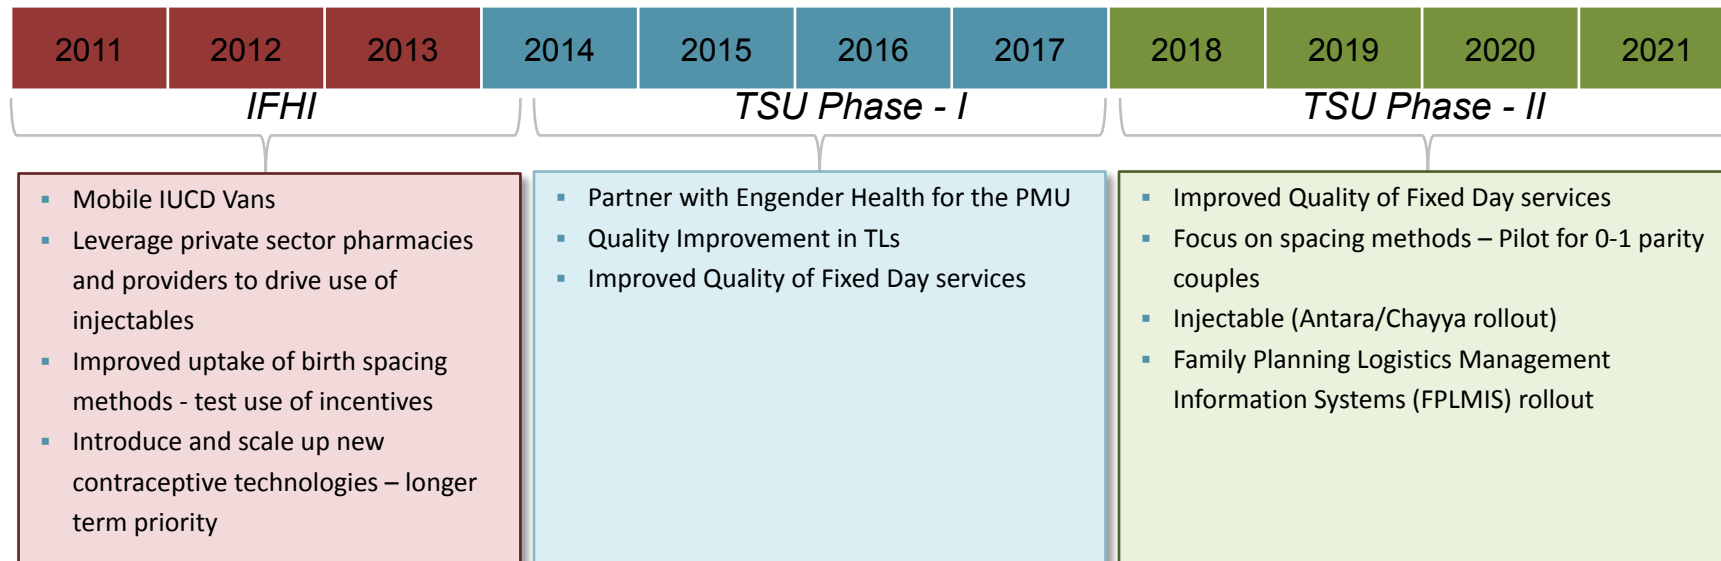 2011 2012 2013 2014 2015 2016 2017 2018 2019 2020 2021
IFHI
TSU Phase - I
TSU Phase - II
▪ Mobile IUCD Vans
▪ Leverage private sector pharmacies
and providers to drive use of
injectables
▪ Improved uptake of birth spacing
methods - test use of incentives
▪ Introduce and scale up new
contraceptive technologies – longer
term priority
▪ Partner with Engender Health for the PMU
▪ Quality Improvement in TLs
▪ Improved Quality of Fixed Day services
▪ Improved Quality of Fixed Day services
▪ Focus on spacing methods – Pilot for 0-1 parity
couples
▪ Injectable (Antara/Chayya rollout)
▪ Family Planning Logistics Management
Information Systems (FPLMIS) rollout